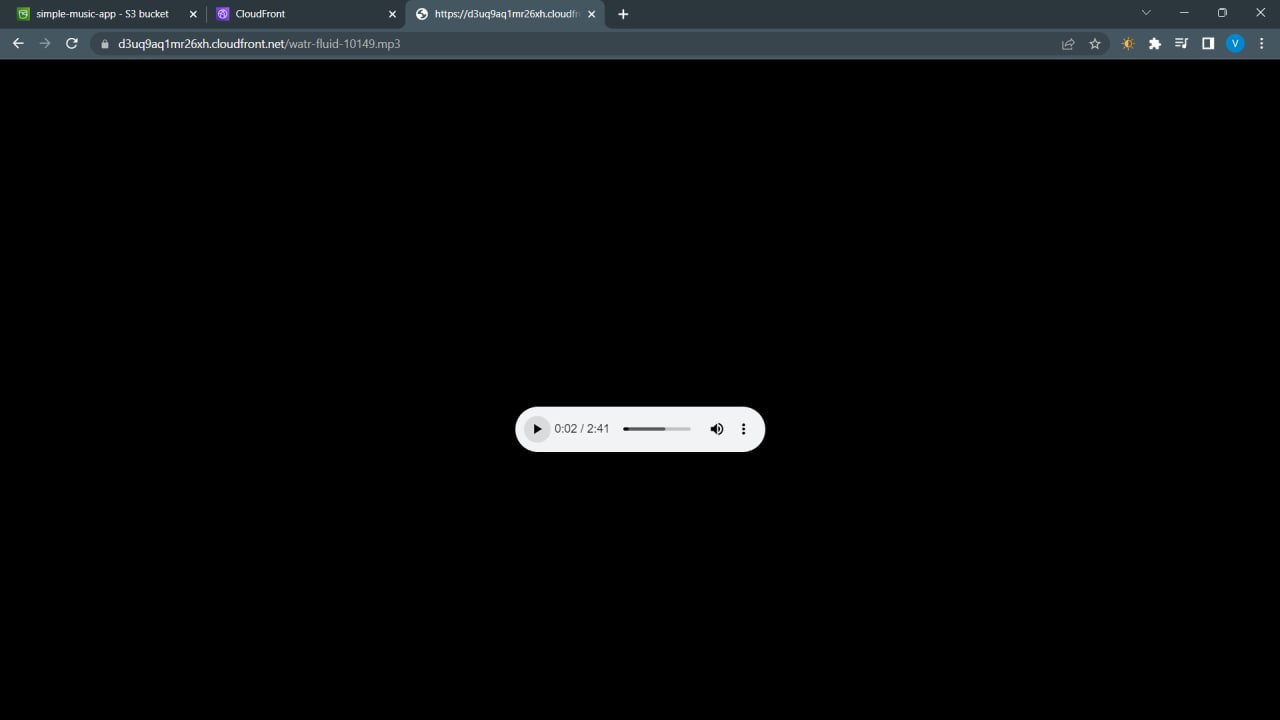 simple-music-app - S3 bucket
CloudFront
https://d3uq9aq1mr26xh.cloudfr
d3uq9aq1mr26xh.cloudfront.net/watr-fluid-10149.mp3
V
0:02 / 2:41